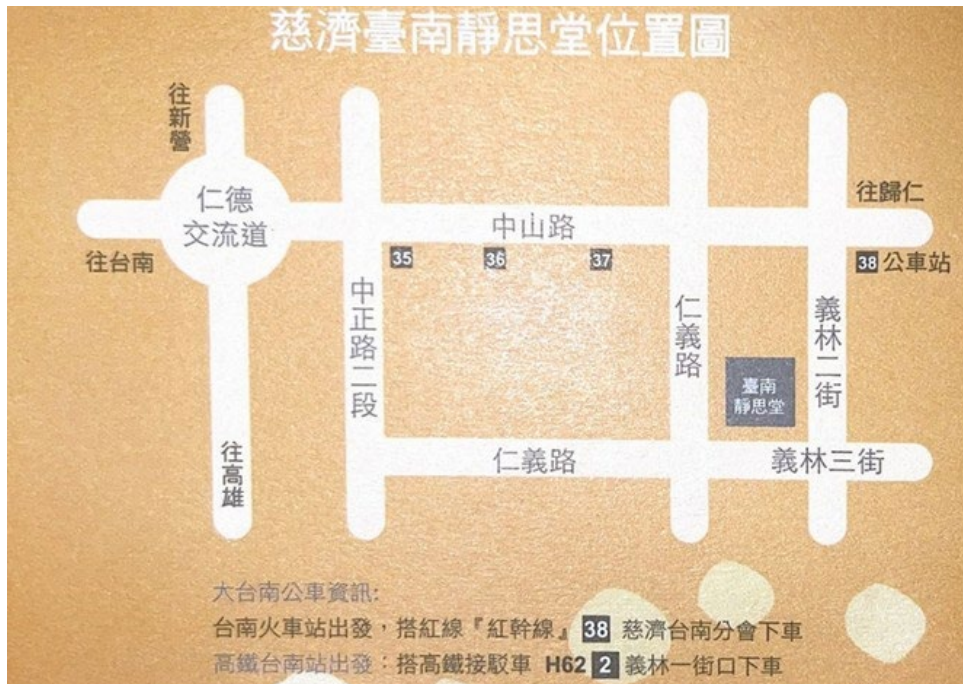 慈濟臺南靜思堂位置圖
往新營
仁德
交流道
往台南
往高雄
中正路二段
中山路
35
36
37
仁義路
義林二街
往歸仁
38 公車站
臺南
靜思堂
仁義路
義林三街
大台南公車資訊:
台南火車站出發，搭紅線『紅幹線』 38 慈濟台南分會下車
高鐵台南站出發：搭高鐵接駁車 H62 2 義林一街口下車